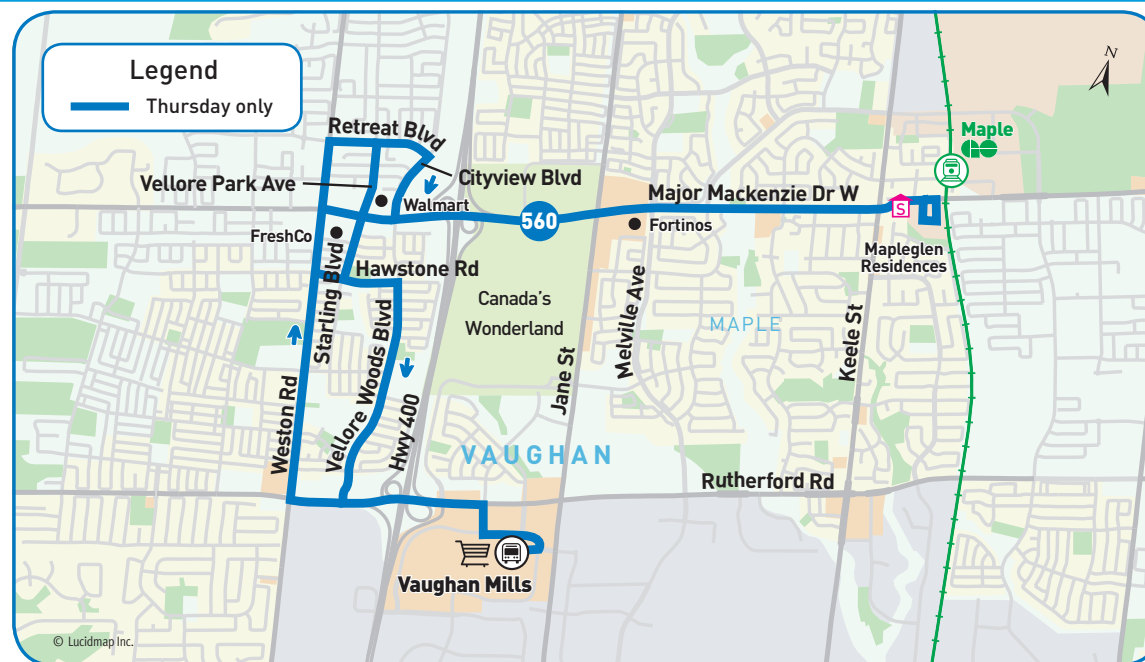 Legend
Thursday only
N
Retreat Blvd
Maple
GO
Vellore Park Ave
Cityview Blvd
Walmart
Major Mackenzie Dr W
S
560
FreshCo
Fortinos
Mapleglen
Residences
Hawstone Rd
Canada's
Wonderland
Starling Blvd
MAPLE
Melville Ave
Keele St
Jane St
Vellore Woods Blvd
Weston Rd
Hwy 400
VAUGHAN
Rutherford Rd
Vaughan Mills
© Lucidmap Inc.